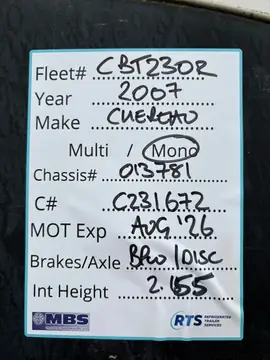 Fleet# CBT230R
Year 2007
Make CHEREAU
Multi / Mono
Chassis# 013781
C# C231672
MOT Exp AUG '26
Brakes/Axle BPW / DISC
Int Height 2.155
MBS
RTS REFRIGERATED TRAILER SERVICES